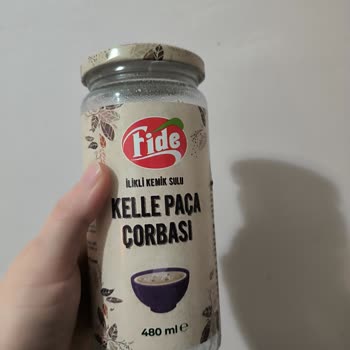 Fide
İLİKLİ KEMİK SULU
KELLE PAÇA
ÇORBASI
480 ml e